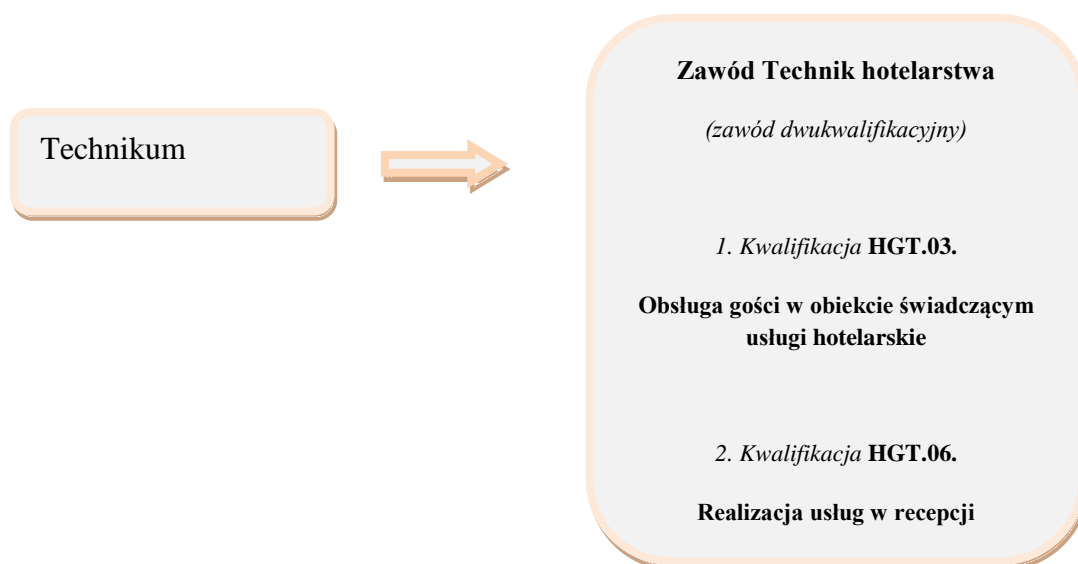 Technikum
Zawód Technik hotelarstwa
(zawód dwukwalifikacyjny)
1. Kwalifikacja HGT.03.
Obsługa gości w obiekcie świadczącym
usługi hotelarskie
2. Kwalifikacja HGT.06.
Realizacja usług w recepcji